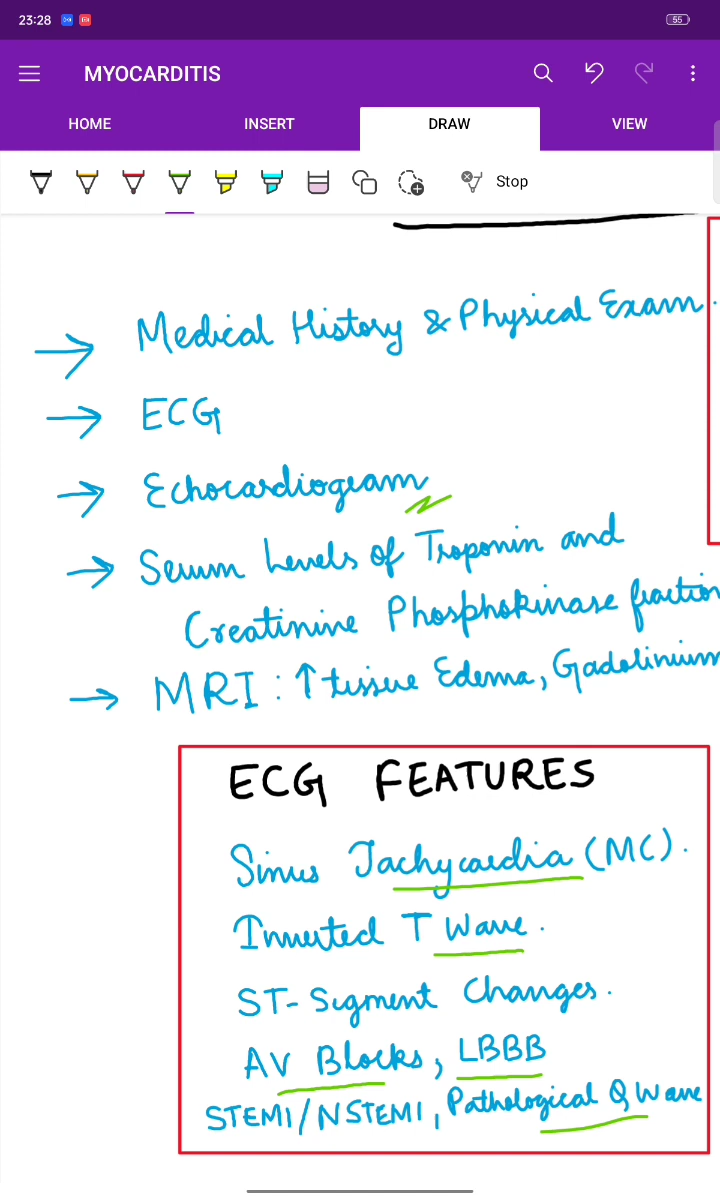 23:28
55
MYOCARDITIS
HOME INSERT DRAW VIEW
Stop
→ Medical History & Physical Exam.
→ ECG
→ Echocardiogram
→ Serum Levels of Troponin and
Creatinine Phosphokinase fraction
→ MRI : ↑ tissue Edema, Gadolinium
ECG FEATURES
Sinus Tachycardia (MC).
Inverted T Wave.
ST-Segment Changes.
AV Blocks, LBBB
STEMI/NSTEMI, Pathological Q Wave